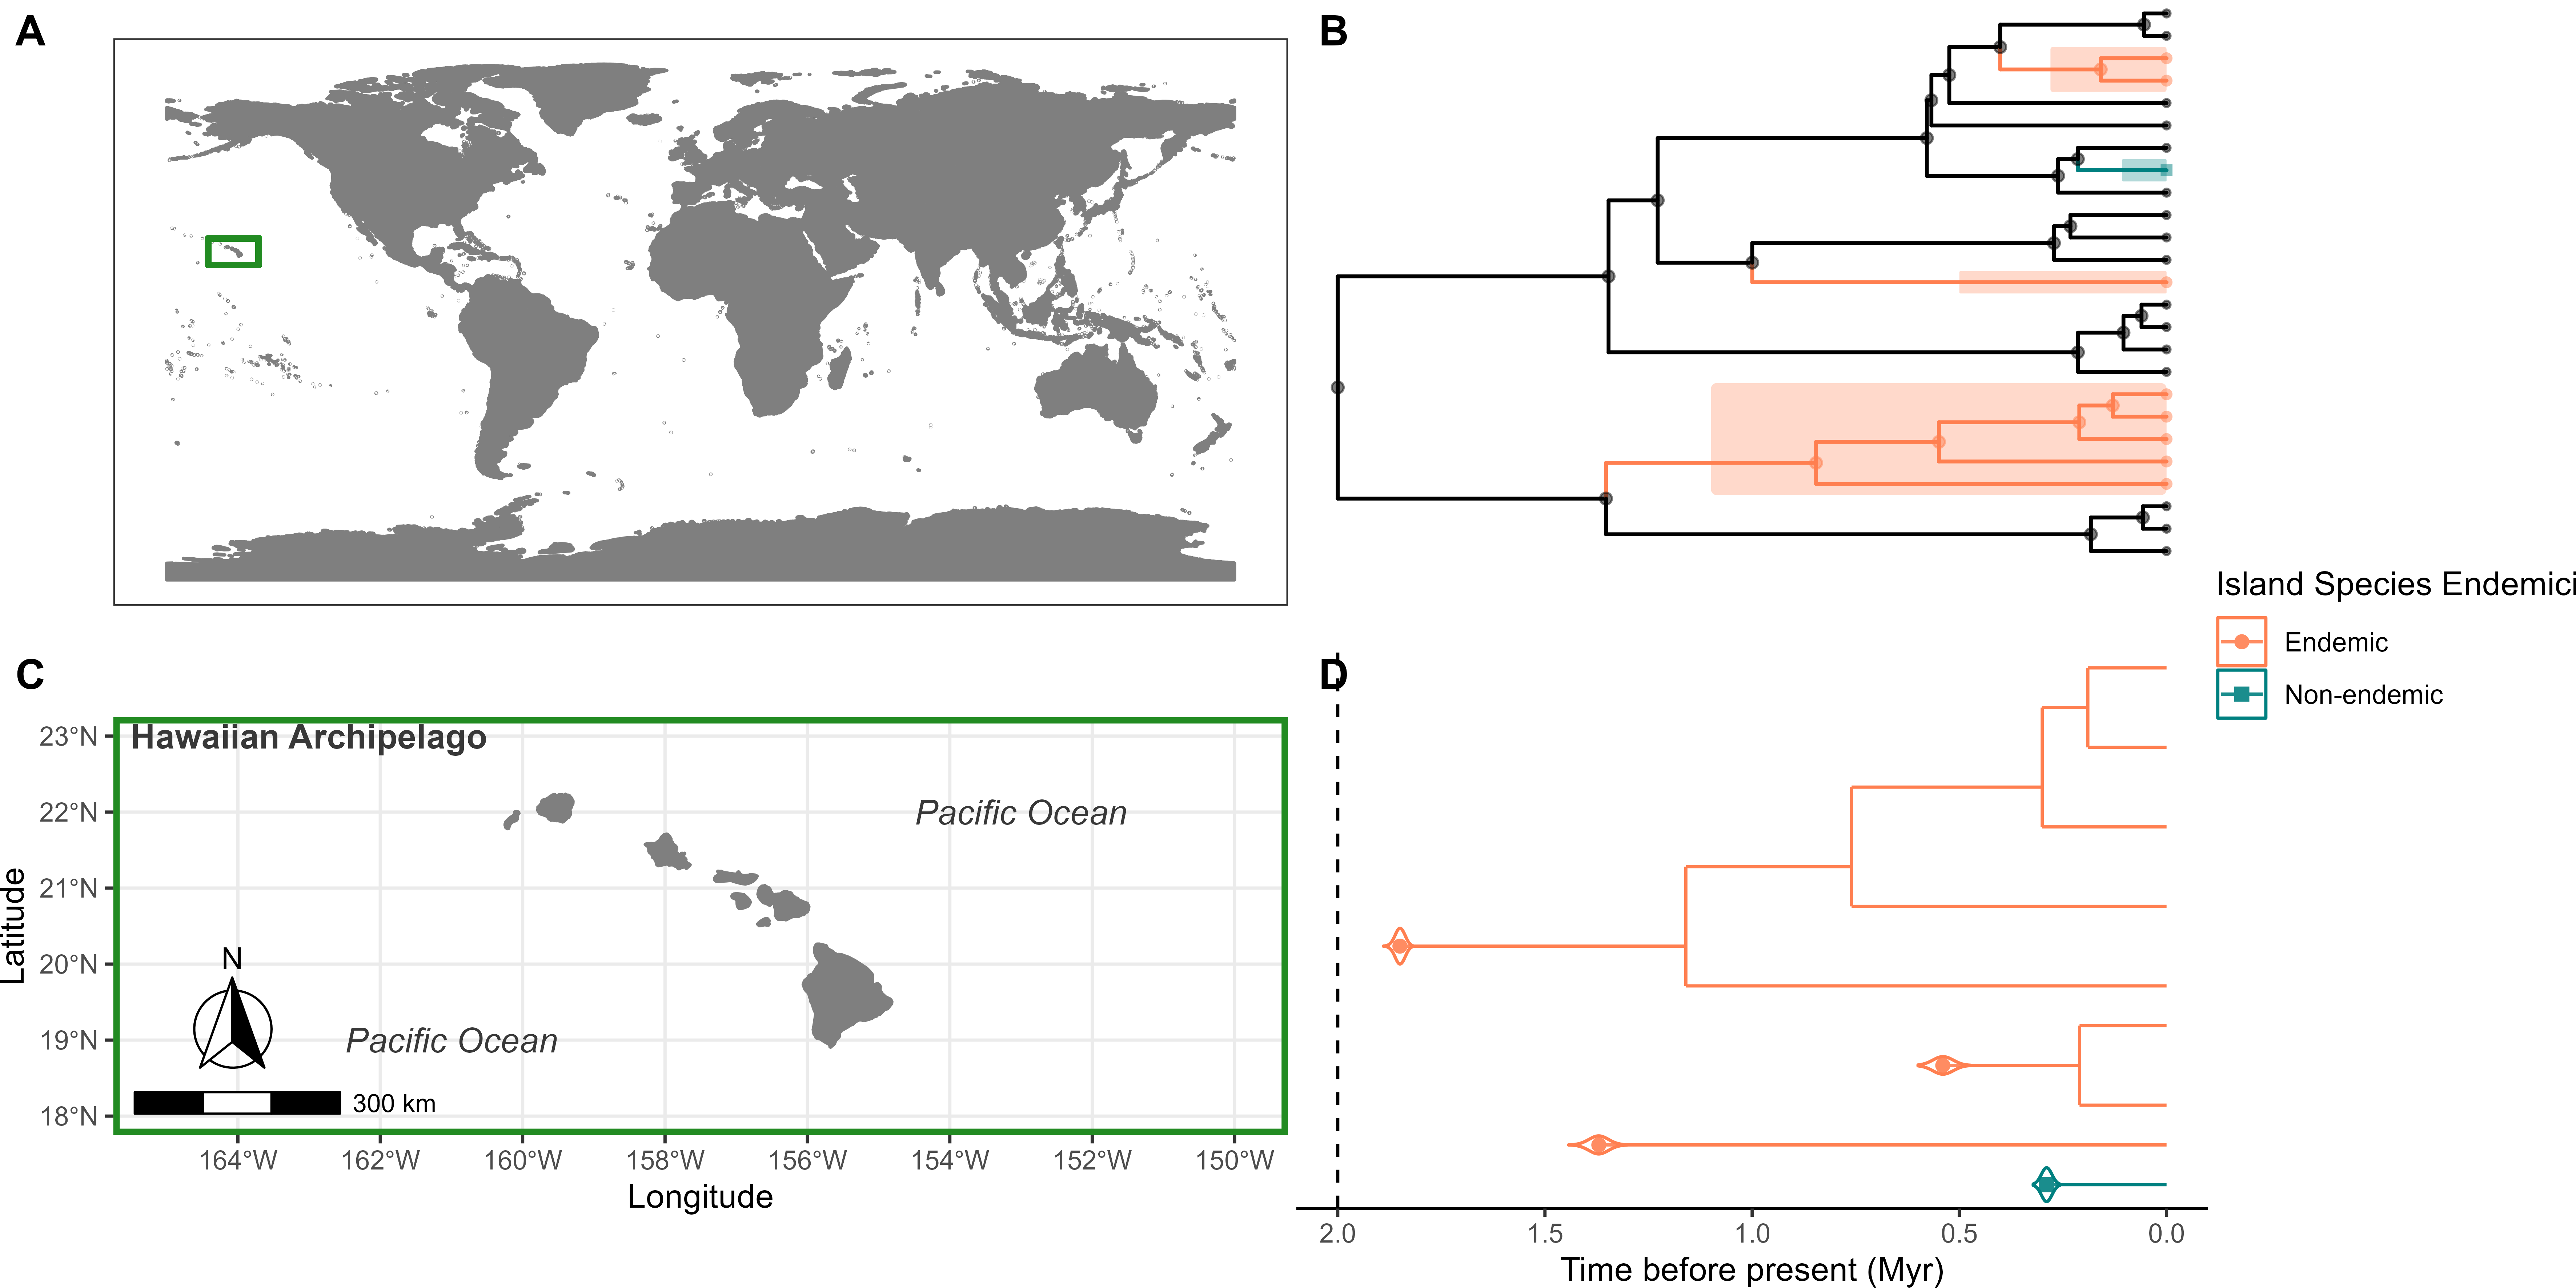 A
B
Island Species Endemici
Endemic
Non-endemic
C
Hawaiian Archipelago
Pacific Ocean
Pacific Ocean
N
300 km
23°N
22°N
21°N
20°N
19°N
18°N
Latitude
164°W 162°W 160°W 158°W 156°W 154°W 152°W 150°W
Longitude
D
2.0 1.5 1.0 0.5 0.0
Time before present (Myr)